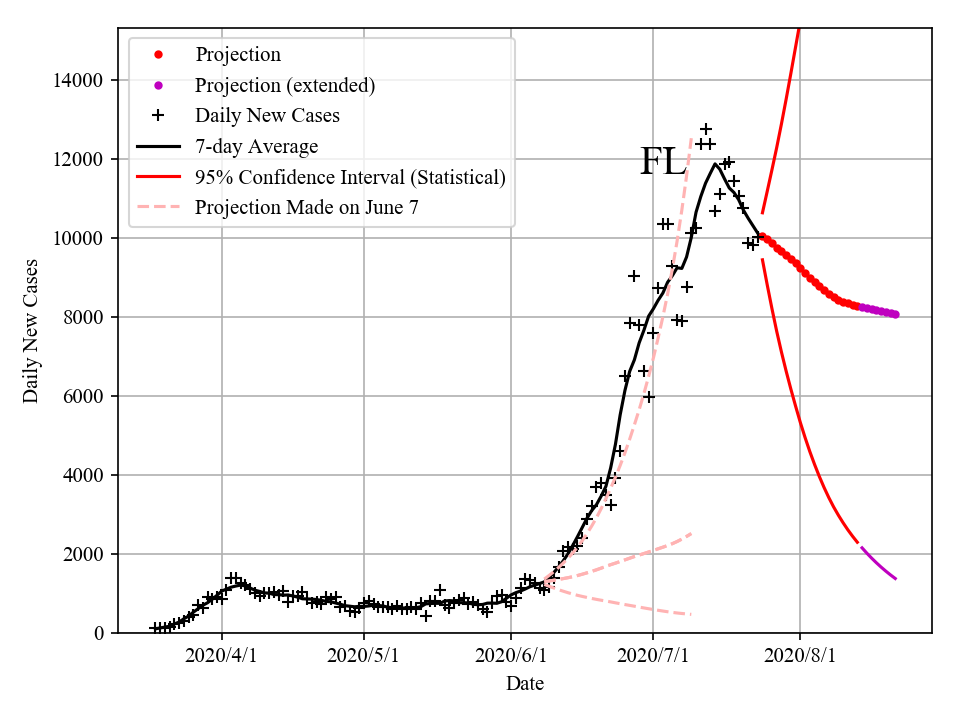 Projection
Projection (extended)
Daily New Cases
7-day Average
95% Confidence Interval (Statistical)
Projection Made on June 7
FL
14000
12000
10000
8000
6000
4000
2000
0
Daily New Cases
2020/4/1 2020/5/1 2020/6/1 2020/7/1 2020/8/1
Date